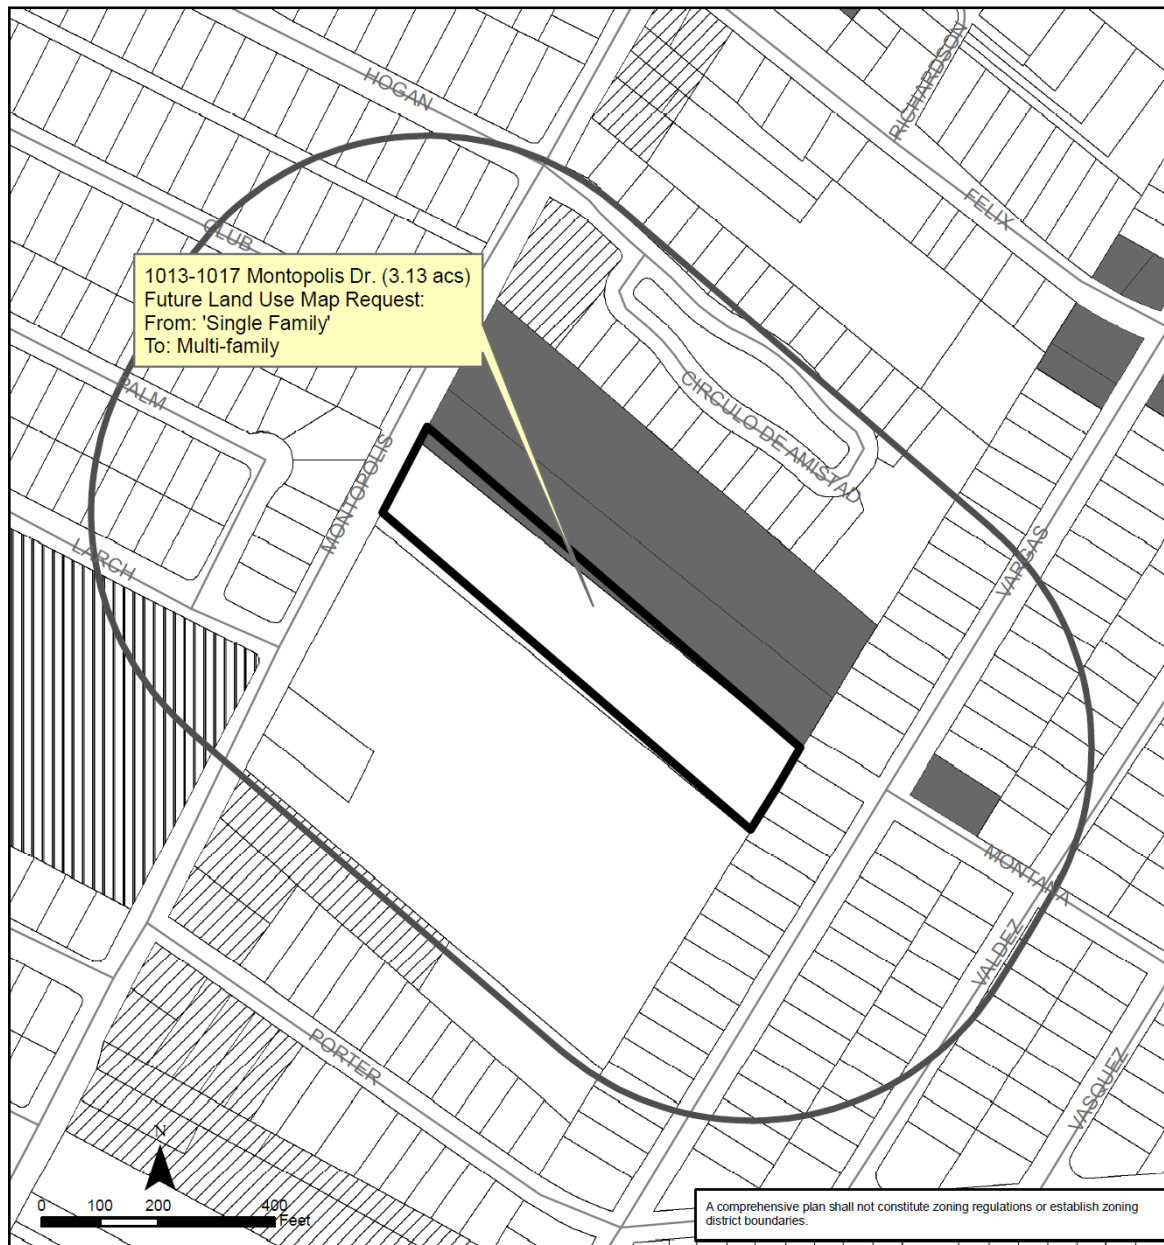 HOGAN
RICHARDSON
FELIX
CLUB
1013-1017 Montopolis Dr. (3.13 acs)
Future Land Use Map Request:
From: 'Single Family'
To: Multi-family
PALM
CIRCULO DE AMISTAD
MONTOPOLIS
LARCH
VARGAS
MONTANA
VALDEZ
PORTER
VASQUEZ
N
0 100 200 400
Feet
A comprehensive plan shall not constitute zoning regulations or establish zoning
district boundaries.